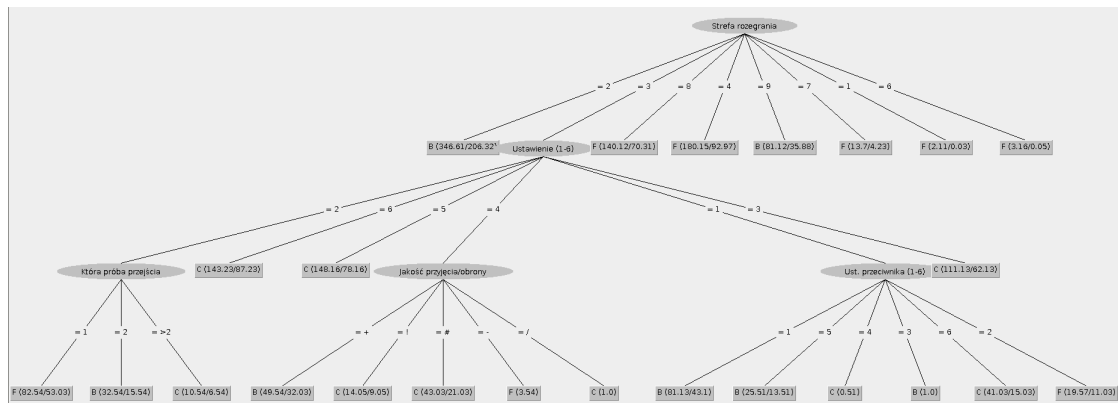 Strefa rozegrania
= 2 = 3 = 8 = 4 = 9 = 7 = 1 = 6
B (346.61/206.32) Ustawienie (1-6) F (140.12/70.31) F (180.15/92.97) B (81.12/35.88) F (13.7/4.23) F (2.11/0.03) F (3.16/0.05)
= 2 = 6 = 5 = 4 = 1 = 3
Która próba przejścia C (143.23/87.23) C (148.16/78.16) Jakość przyjęcia/obrony Ust. przeciwnika (1-6) C (111.13/62.13)
= 1 = 2 = >2 = + = ! = # = - = / = 1 = 5 = 4 = 3 = 6 = 2
F (82.54/53.03) B (32.54/15.54) C (10.54/6.54) B (49.54/32.03) C (14.05/9.05) C (43.03/21.03) F (3.54) C (1.0) B (81.13/43.1) B (25.51/13.51) C (0.51) B (1.0) C (41.03/15.03) F (19.57/11.03)